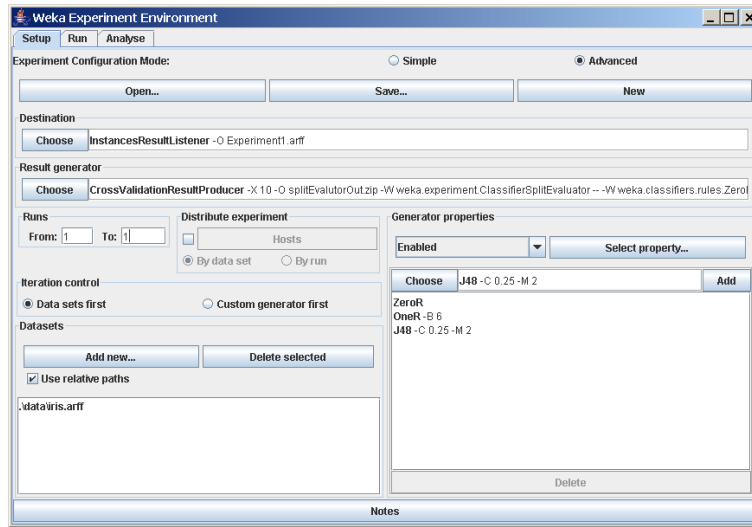 Weka Experiment Environment
Setup Run Analyse
Experiment Configuration Mode: Simple Advanced
Open... Save... New
Destination
Choose InstancesResultListener -O Experiment1.arff
Result generator
Choose CrossValidationResultProducer -X 10 -O splitEvalutorOut.zip -W weka.experiment.ClassifierSplitEvaluator -- -W weka.classifiers.rules.ZeroR
Runs
From: 1 To: 1
Distribute experiment
Hosts
By data set By run
Generator properties
Enabled Select property...
Iteration control
Data sets first Custom generator first
Choose J48 -C 0.25 -M 2 Add
ZeroR
OneR -B 6
J48 -C 0.25 -M 2
Datasets
Add new... Delete selected
Use relative paths
.\data\iris.arff
Delete
Notes